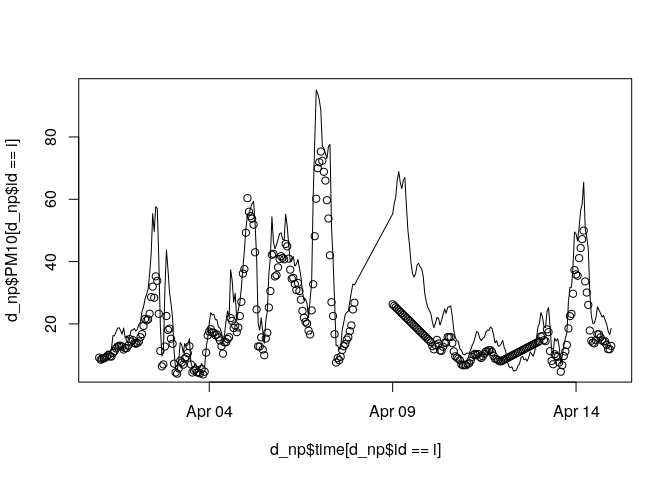 d_np$PM10[d_np$id == i]
80
60
40
20
Apr 04
Apr 09
Apr 14
d_np$time[d_np$id == i]